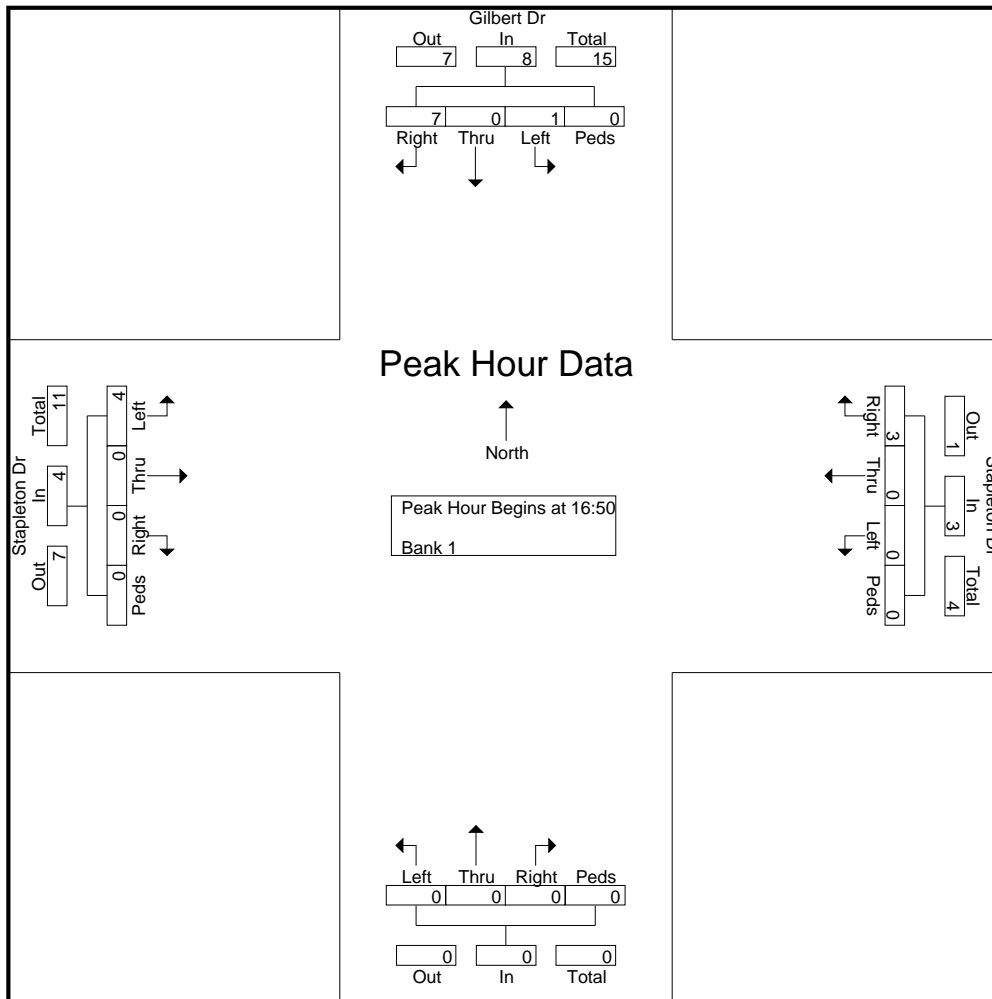 Gilbert Dr
Out In Total
7 8 15
7 0 1 0
Right Thru Left Peds
Peak Hour Data
North
Peak Hour Begins at 16:50
Bank 1
Stapleton Dr
Out In Total
7 4 11
4 0 0 0
Left Thru Right Peds
Stapleton Dr
Out In Total
1 3 4
3 0 0 0
Right Thru Left Peds
Left Thru Right Peds
0 0 0 0
0 0 0
Out In Total